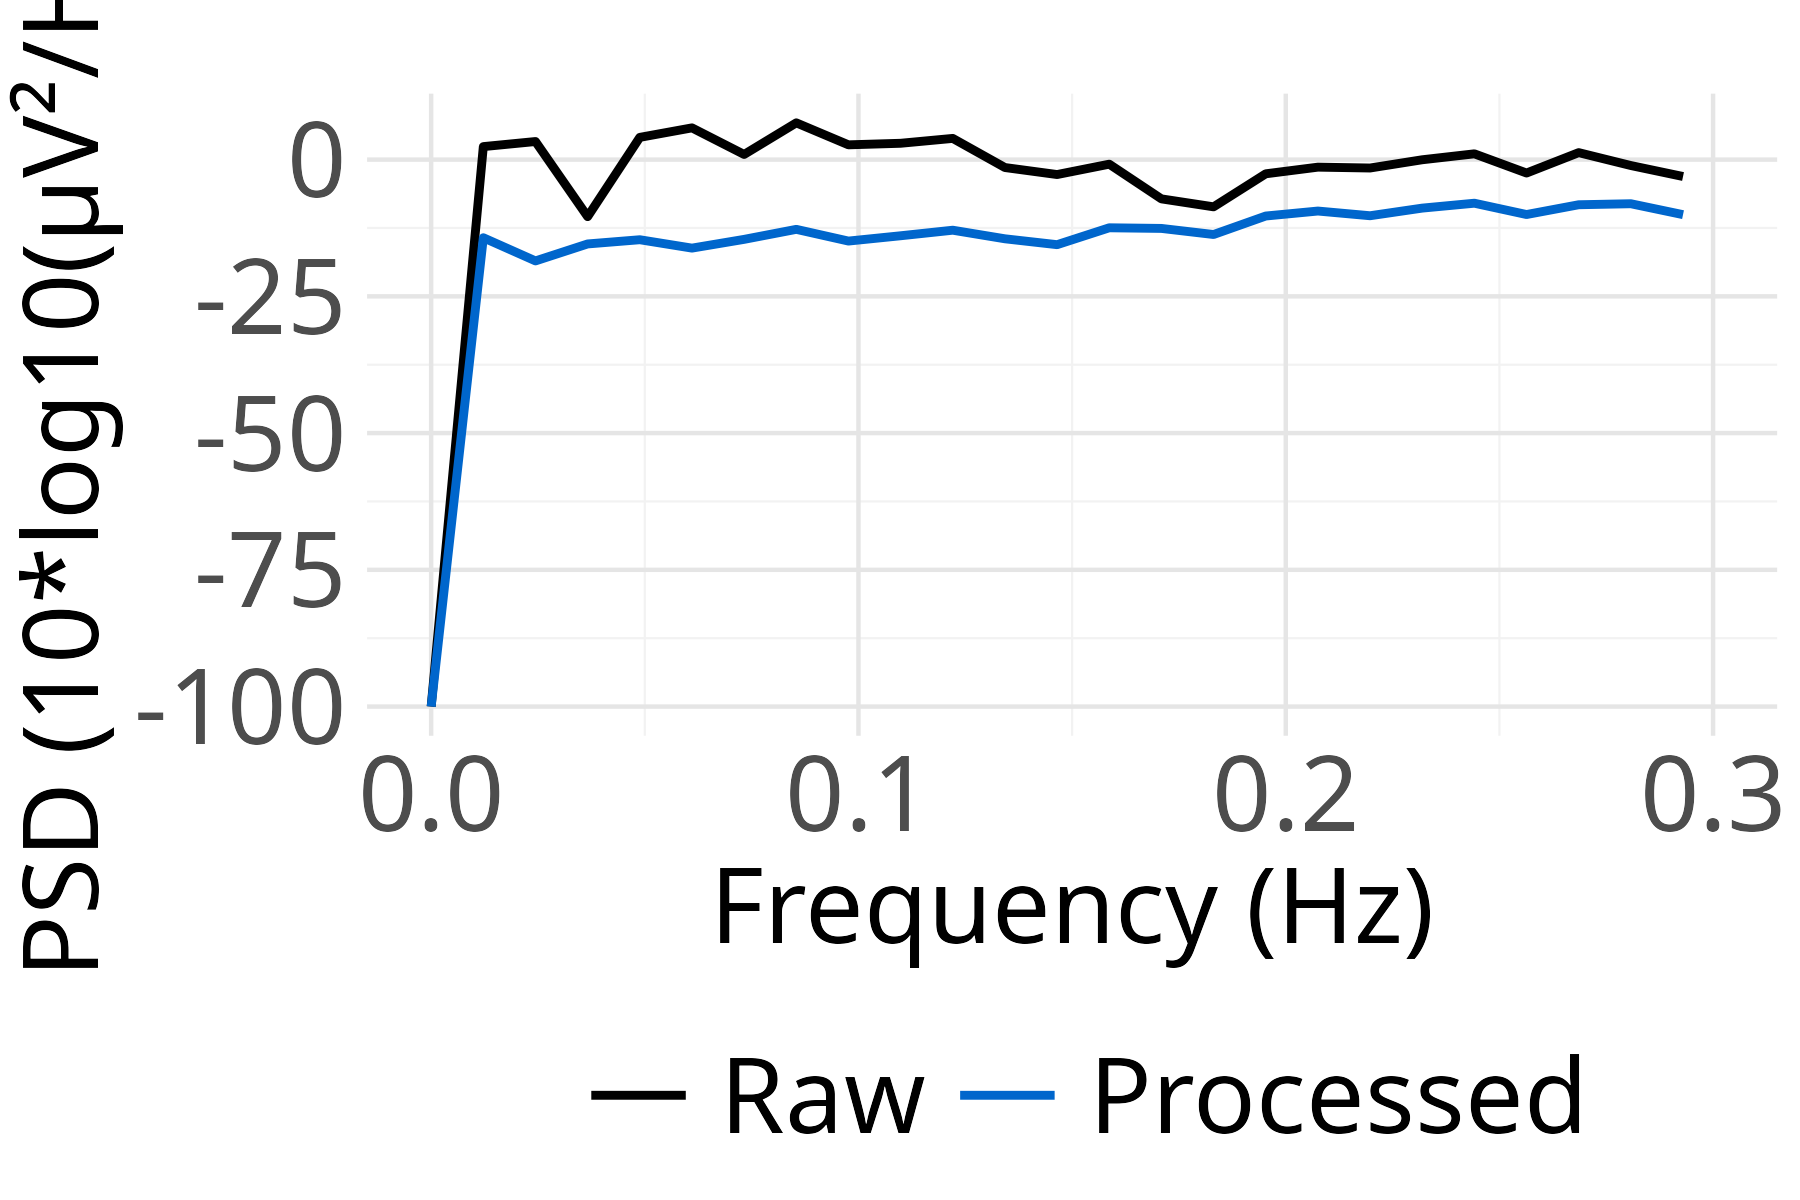 PSD (10*log10(µV²/H
0
-25
-50
-75
-100
0.0 0.1 0.2 0.3
Frequency (Hz)
Raw Processed